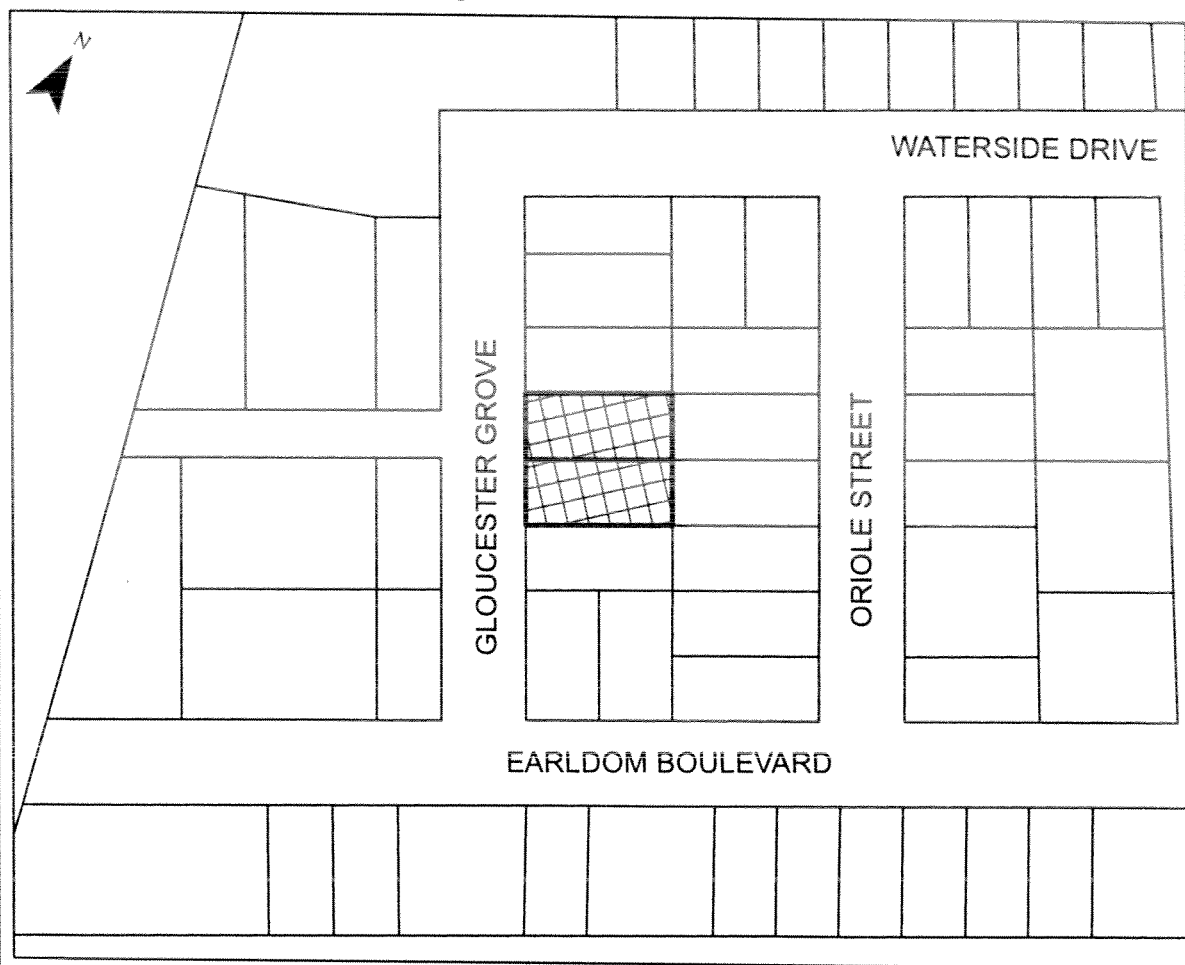 N
WATERSIDE DRIVE
GLOUCESTER GROVE
ORIOLE STREET
EARLDOM BOULEVARD